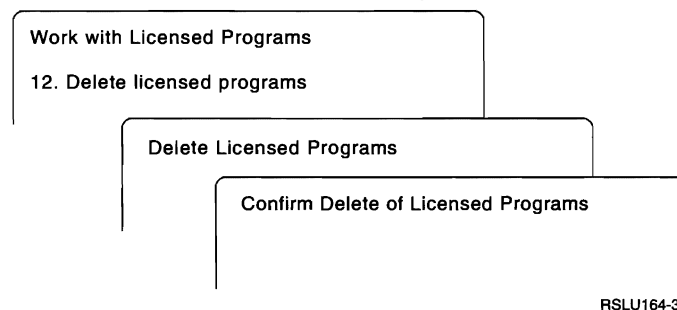 Work with Licensed Programs
12. Delete licensed programs
Delete Licensed Programs
Confirm Delete of Licensed Programs
RSLU164-3